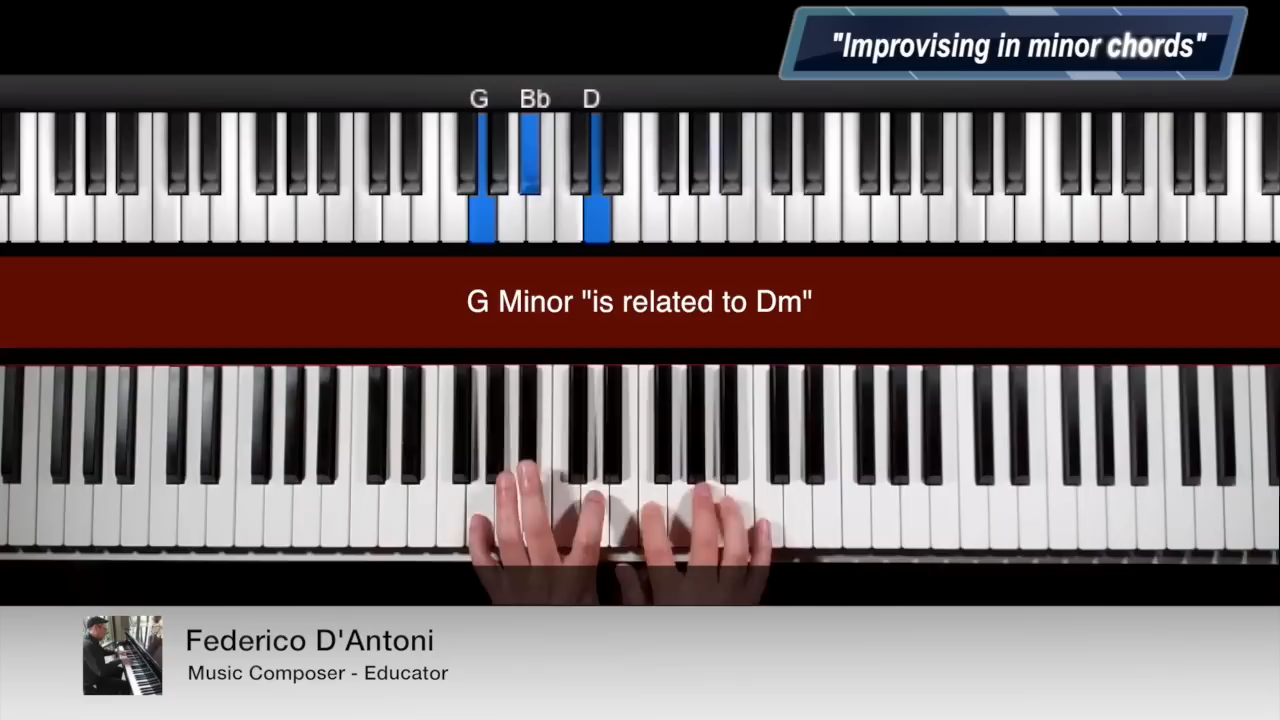 "Improvising in minor chords"
G Bb D
G Minor "is related to Dm"
Federico D'Antoni
Music Composer - Educator